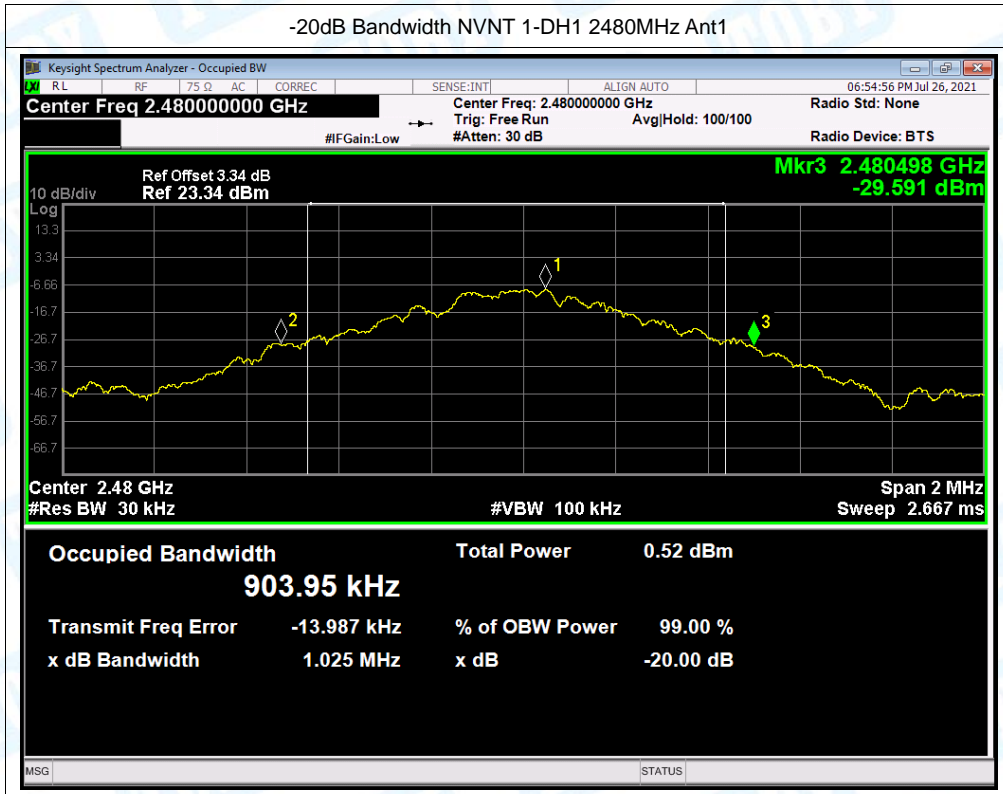 -20dB Bandwidth NVNT 1-DH1 2480MHz Ant1
Keysight Spectrum Analyzer - Occupied BW
LXI RL RF 75 Ω AC CORREC SENSE:INT ALIGN AUTO 06:54:56 PM Jul 26, 2021
Center Freq 2.480000000 GHz Center Freq: 2.480000000 GHz Radio Std: None
Trig: Free Run Avg|Hold: 100/100
#IFGain:Low #Atten: 30 dB Radio Device: BTS
Mkr3 2.480498 GHz
Ref Offset 3.34 dB
10 dB/div Ref 23.34 dBm -29.591 dBm
Log
13.3
3.34
1
-6.66
-16.7
2
3
-26.7
-36.7
-46.7
-56.7
-66.7
Center 2.48 GHz Span 2 MHz
#Res BW 30 kHz #VBW 100 kHz Sweep 2.667 ms
Occupied Bandwidth Total Power 0.52 dBm
903.95 kHz
Transmit Freq Error -13.987 kHz % of OBW Power 99.00 %
x dB Bandwidth 1.025 MHz x dB -20.00 dB
MSG STATUS